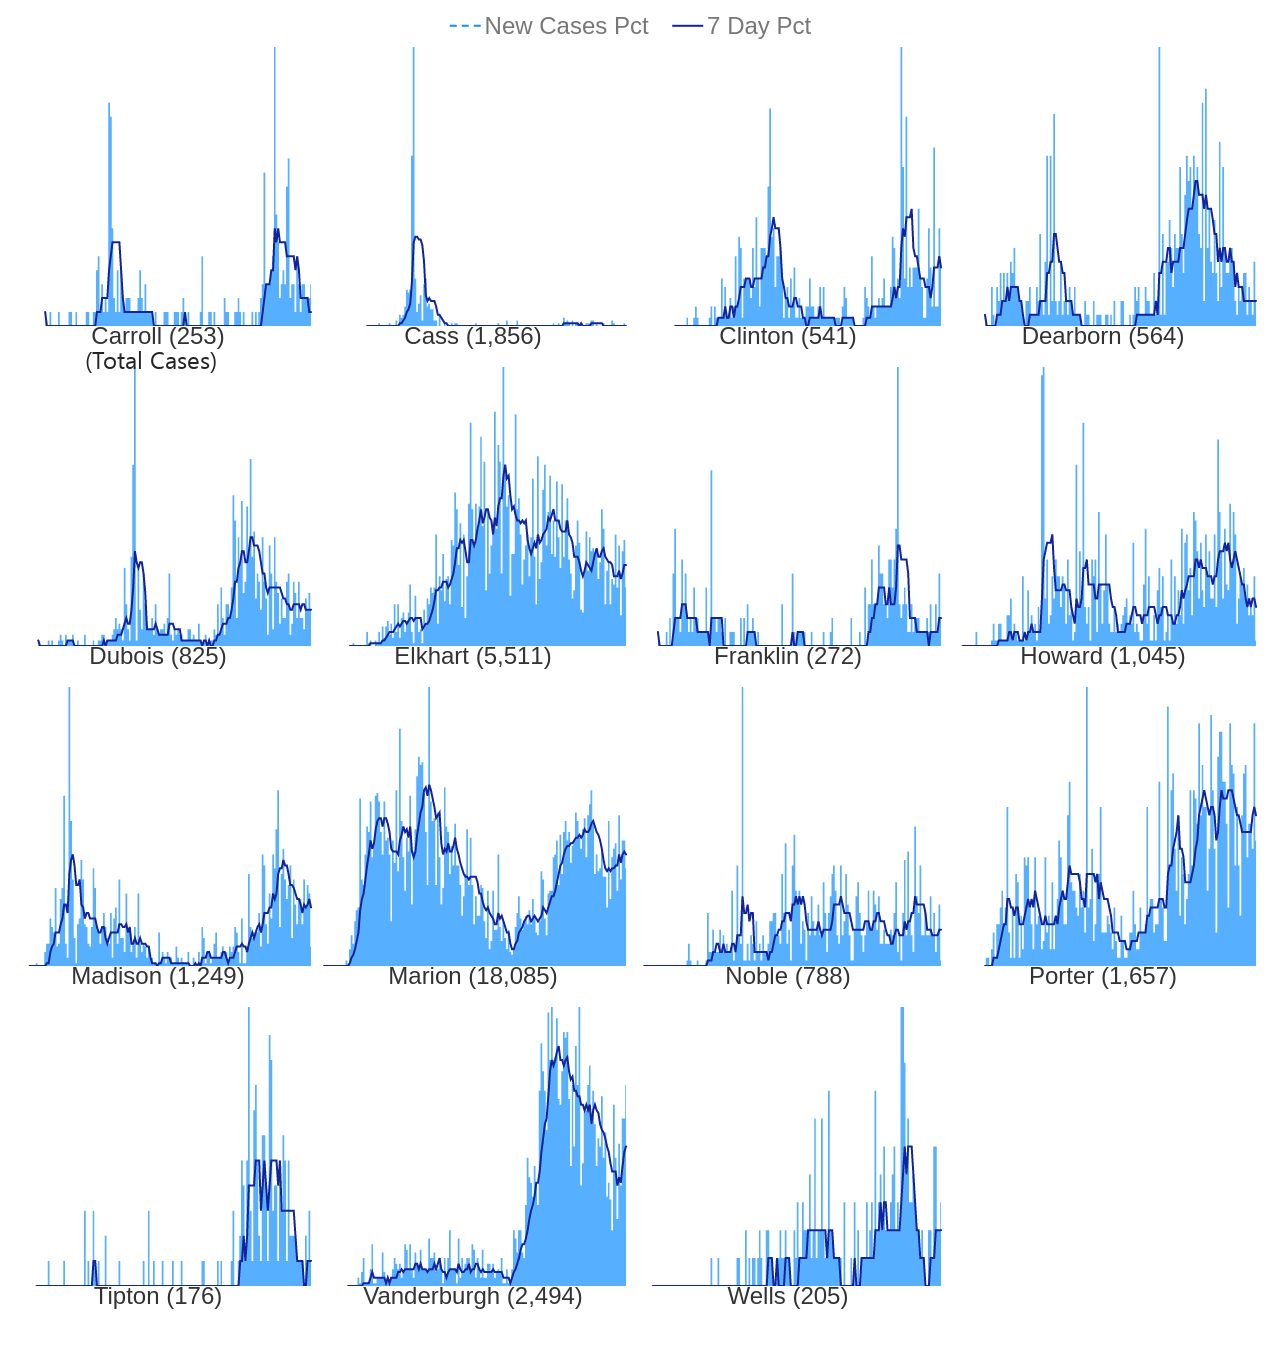 New Cases Pct 7 Day Pct
Carroll (253) Cass (1,856) Clinton (541) Dearborn (564)
(Total Cases)
Dubois (825) Elkhart (5,511) Franklin (272) Howard (1,045)
Madison (1,249) Marion (18,085) Noble (788) Porter (1,657)
Tipton (176) Vanderburgh (2,494) Wells (205)